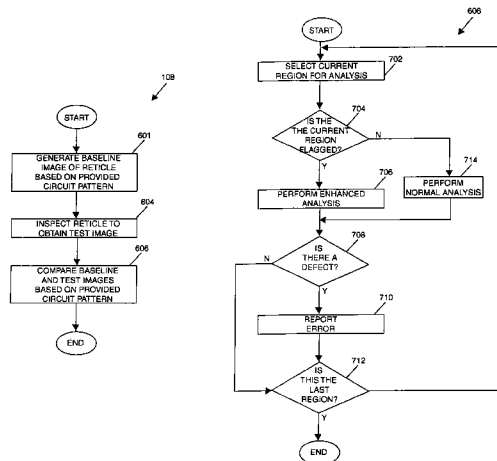 108
START
601
GENERATE BASELINE
IMAGE OF RETICLE
BASED ON PROVIDED
CIRCUIT PATTERN
604
INSPECT RETICLE TO
OBTAIN TEST IMAGE
606
COMPARE BASELINE
AND TEST IMAGES
BASED ON PROVIDED
CIRCUIT PATTERN
END
606
START
SELECT CURRENT
REGION FOR ANALYSIS
702
704
IS THE
THE CURRENT
REGION
FLAGGED?
N
Y
706
PERFORM ENHANCED
ANALYSIS
714
PERFORM
NORMAL ANALYSIS
708
IS
THERE A
DEFECT?
N
Y
710
REPORT
ERROR
712
IS
THIS THE
LAST
REGION?
N
Y
END